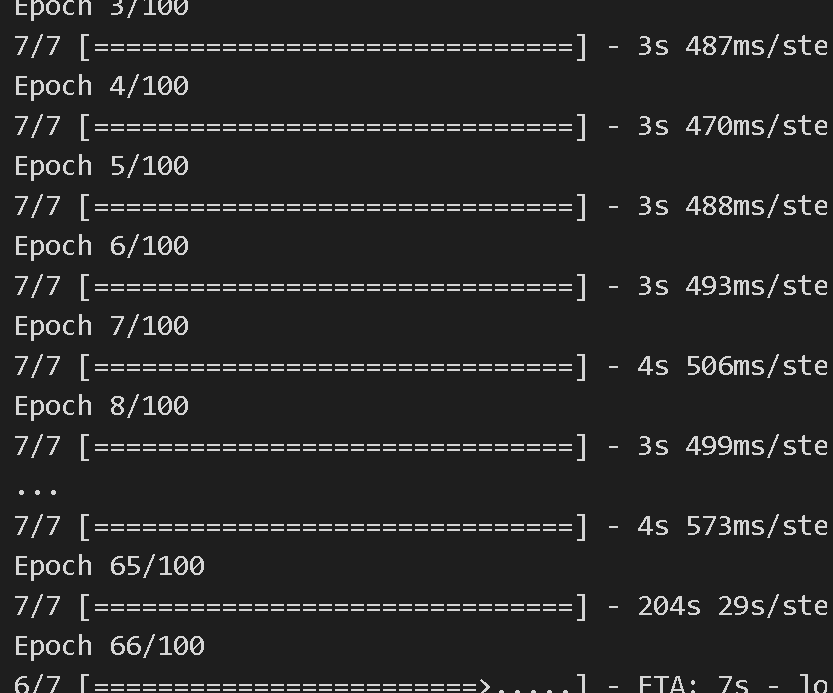 Epoch 3/100
7/7 [==============================] - 3s 487ms/ste
Epoch 4/100
7/7 [==============================] - 3s 470ms/ste
Epoch 5/100
7/7 [==============================] - 3s 488ms/ste
Epoch 6/100
7/7 [==============================] - 3s 493ms/ste
Epoch 7/100
7/7 [==============================] - 4s 506ms/ste
Epoch 8/100
7/7 [==============================] - 3s 499ms/ste
...
7/7 [==============================] - 4s 573ms/ste
Epoch 65/100
7/7 [==============================] - 204s 29s/ste
Epoch 66/100
6/7 [========================>.....] - ETA: 7s - lo